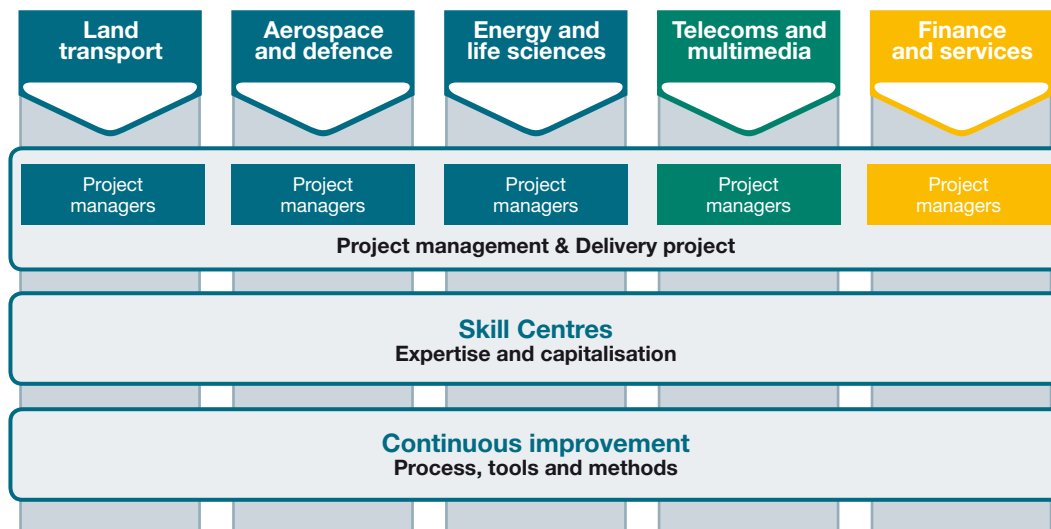 Land
transport
Aerospace
and defence
Energy and
life sciences
Telecoms and
multimedia
Finance
and services
Project
managers
Project
managers
Project
managers
Project
managers
Project
managers
Project management & Delivery project
Skill Centres
Expertise and capitalisation
Continuous improvement
Process, tools and methods